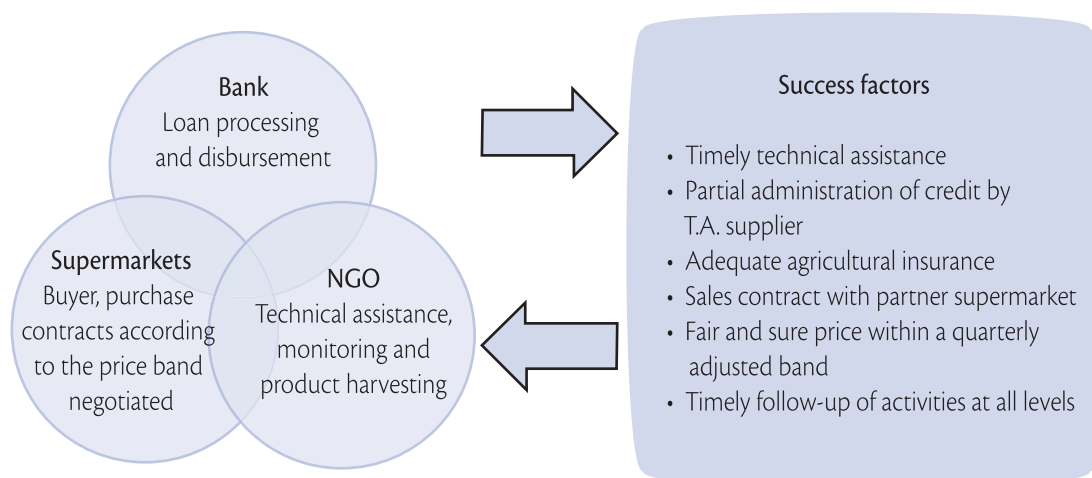 Bank
Loan processing
and disbursement
Supermarkets
Buyer, purchase
contracts according
to the price band
negotiated
NGO
Technical assistance,
monitoring and
product harvesting
Success factors
• Timely technical assistance
• Partial administration of credit by
T.A. supplier
• Adequate agricultural insurance
• Sales contract with partner supermarket
• Fair and sure price within a quarterly
adjusted band
• Timely follow-up of activities at all levels